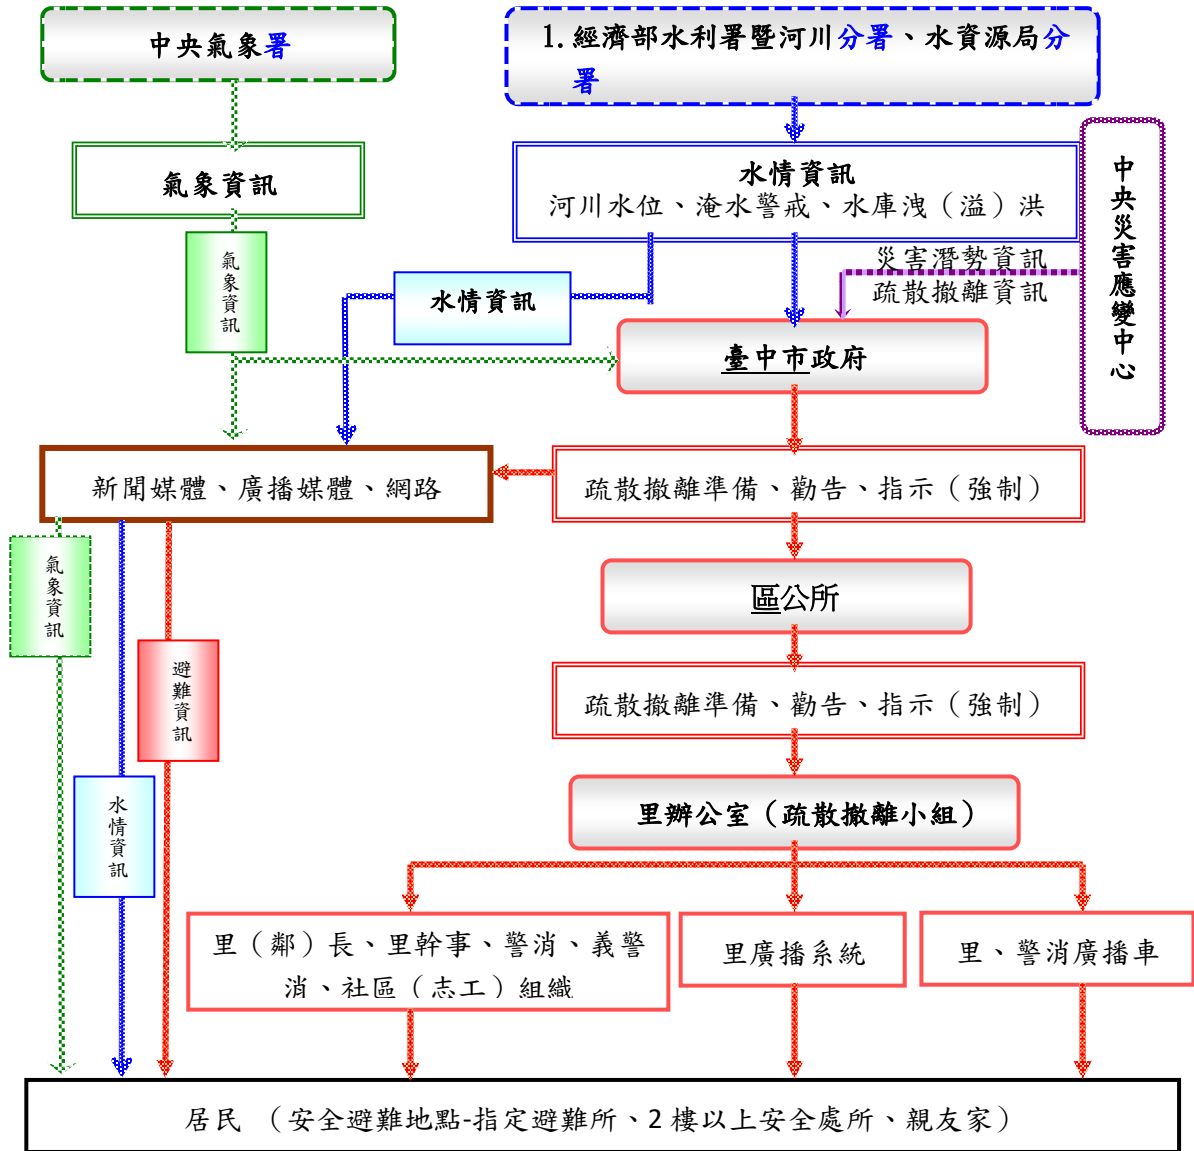 中央氣象署
1. 經濟部水利署暨河川分署、水資源局分
署
氣象資訊
水情資訊
河川水位、淹水警戒、水庫洩（溢）洪
中央災害應變中心
氣象資訊
災害潛勢資訊
疏散撤離資訊
水情資訊
臺中市政府
新聞媒體、廣播媒體、網路
疏散撤離準備、勸告、指示（強制）
氣象資訊
區公所
避難資訊
疏散撤離準備、勸告、指示（強制）
水情資訊
里辦公室（疏散撤離小組）
里（鄰）長、里幹事、警消、義警
消、社區（志工）組織
里廣播系統
里、警消廣播車
居民 （安全避難地點-指定避難所、2 樓以上安全處所、親友家）